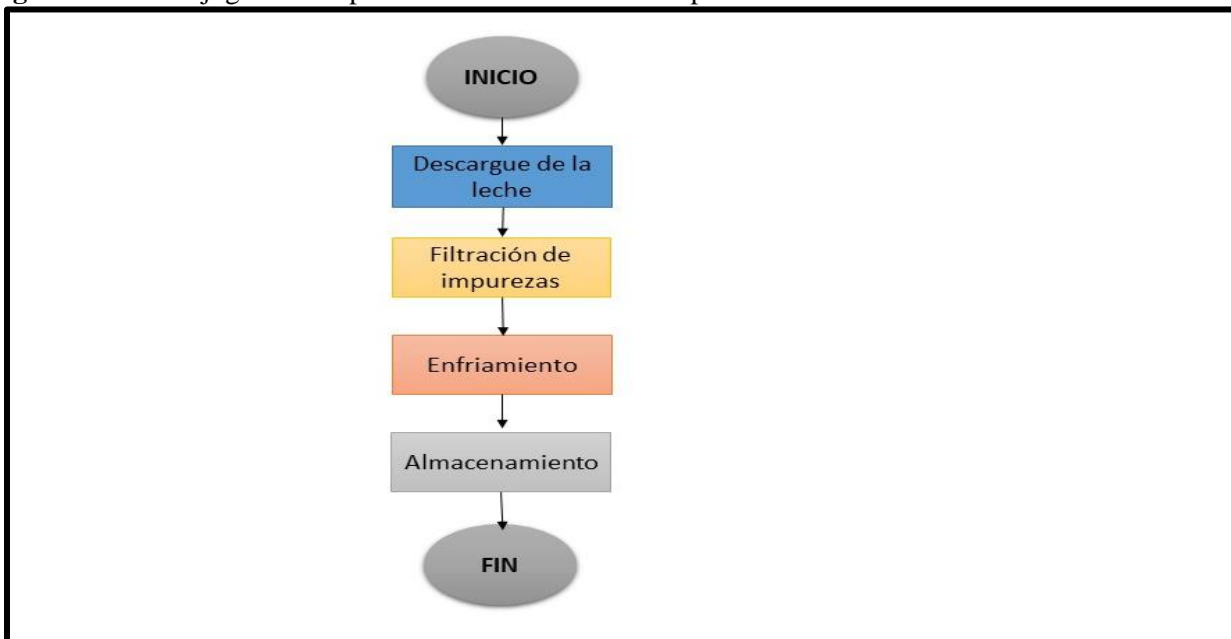 INICIO
Descargue de la
leche
Filtración de
impurezas
Enfriamiento
Almacenamiento
FIN